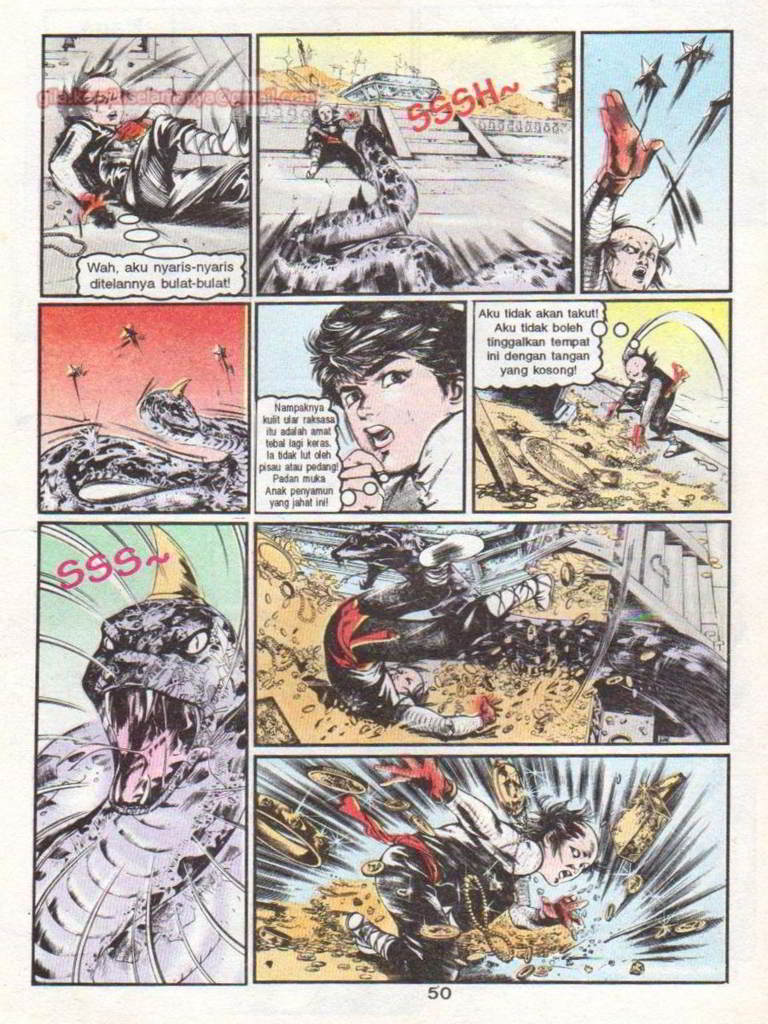 Wah, aku nyaris-nyaris
ditelannya bulat-bulat!
SSSH~
Nampaknya
kulit ular raksasa
itu adalah amat
tebal lagi keras.
Ia tidak lut oleh
pisau atau pedang!
Padan muka
Anak penyamun
yang jahat ini!
Aku tidak akan takut!
Aku tidak boleh
tinggalkan tempat
ini dengan tangan
yang kosong!
SSS~
50